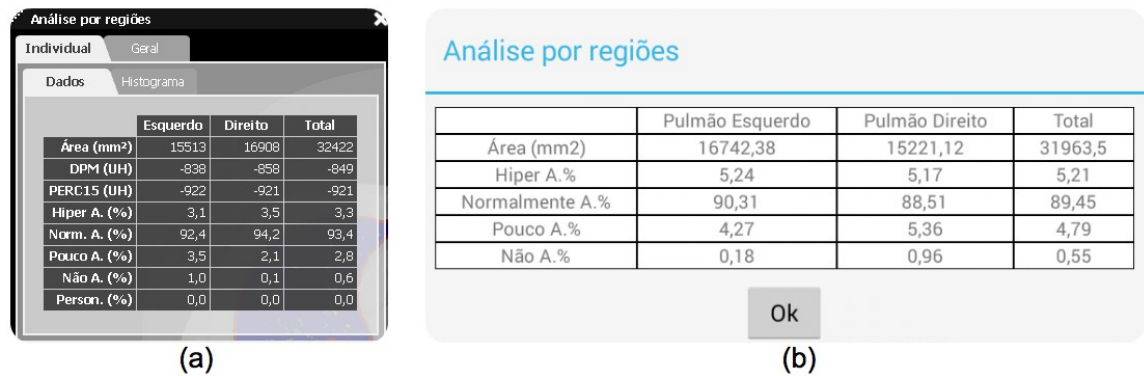 Análise por regiões
Individual Geral
Dados Histograma
Esquerdo Direito Total
Área (mm²) 15513 16908 32422
DPM (UH) -838 -858 -849
PERC15 (UH) -922 -921 -921
Hiper A. (%) 3,1 3,5 3,3
Norm. A. (%) 92,4 94,2 93,4
Pouco A. (%) 3,5 2,1 2,8
Não A. (%) 1,0 0,1 0,6
Person. (%) 0,0 0,0 0,0
(a)
Análise por regiões
Pulmão Esquerdo Pulmão Direito Total
Área (mm2) 16742,38 15221,12 31963,5
Hiper A.% 5,24 5,17 5,21
Normalmente A.% 90,31 88,51 89,45
Pouco A.% 4,27 5,36 4,79
Não A.% 0,18 0,96 0,55
Ok
(b)